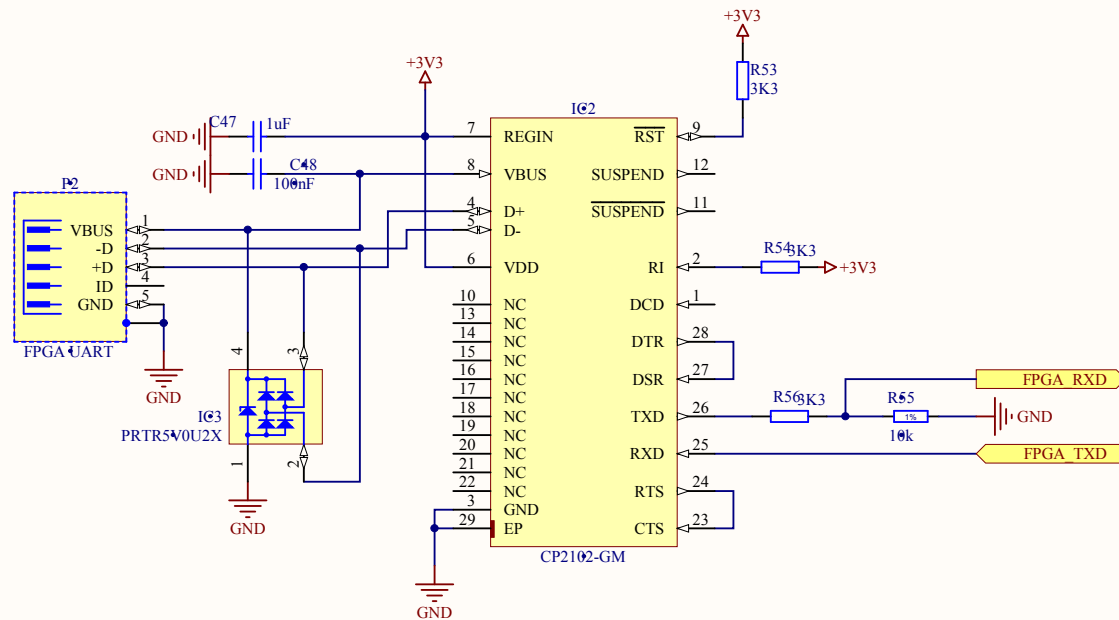 +3V3
R53
3K3
+3V3
C47
1uF
GND
IC2
7
REGIN
RST
9
C48
100nF
GND
8
VBUS
SUSPEND
12
4
D+
SUSPEND
11
5
D-
P2
VBUS
1
-D
2
+D
3
ID
4
GND
5
FPGA UART
GND
6
VDD
RI
2
R54
3K3
+3V3
10
NC
DCD
1
13
NC
14
NC
DTR
28
15
NC
16
NC
DSR
27
17
NC
18
NC
TXD
26
R56
3K3
R55
1%
10k
GND
FPGA_RXD
19
NC
20
NC
RXD
25
FPGA_TXD
21
NC
22
NC
RTS
24
3
GND
29
EP
CTS
23
CP2102-GM
GND
4
3
IC3
PRTR5V0U2X
1
2
GND